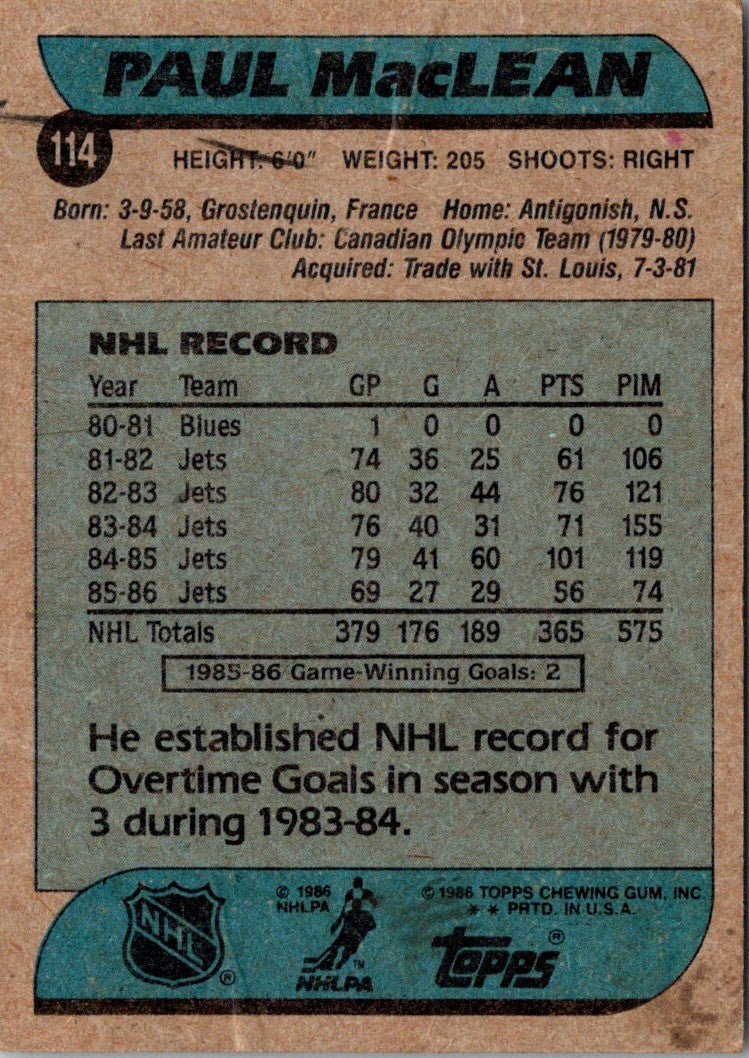 PAUL MacLEAN
114
HEIGHT: 6'0" WEIGHT: 205 SHOOTS: RIGHT
Born: 3-9-58, Grostenquin, France Home: Antigonish, N.S.
Last Amateur Club: Canadian Olympic Team (1979-80)
Acquired: Trade with St. Louis, 7-3-81
NHL RECORD
Year Team GP G A PTS PIM
80-81 Blues 1 0 0 0 0
81-82 Jets 74 36 25 61 106
82-83 Jets 80 32 44 76 121
83-84 Jets 76 40 31 71 155
84-85 Jets 79 41 60 101 119
85-86 Jets 69 27 29 56 74
NHL Totals 379 176 189 365 575
1985-86 Game-Winning Goals: 2
He established NHL record for
Overtime Goals in season with
3 during 1983-84.
NHL ®
© 1986
NHLPA
™
NHLPA
© 1986 TOPPS CHEWING GUM, INC.
* * PRTD. IN U.S.A.
topps ®